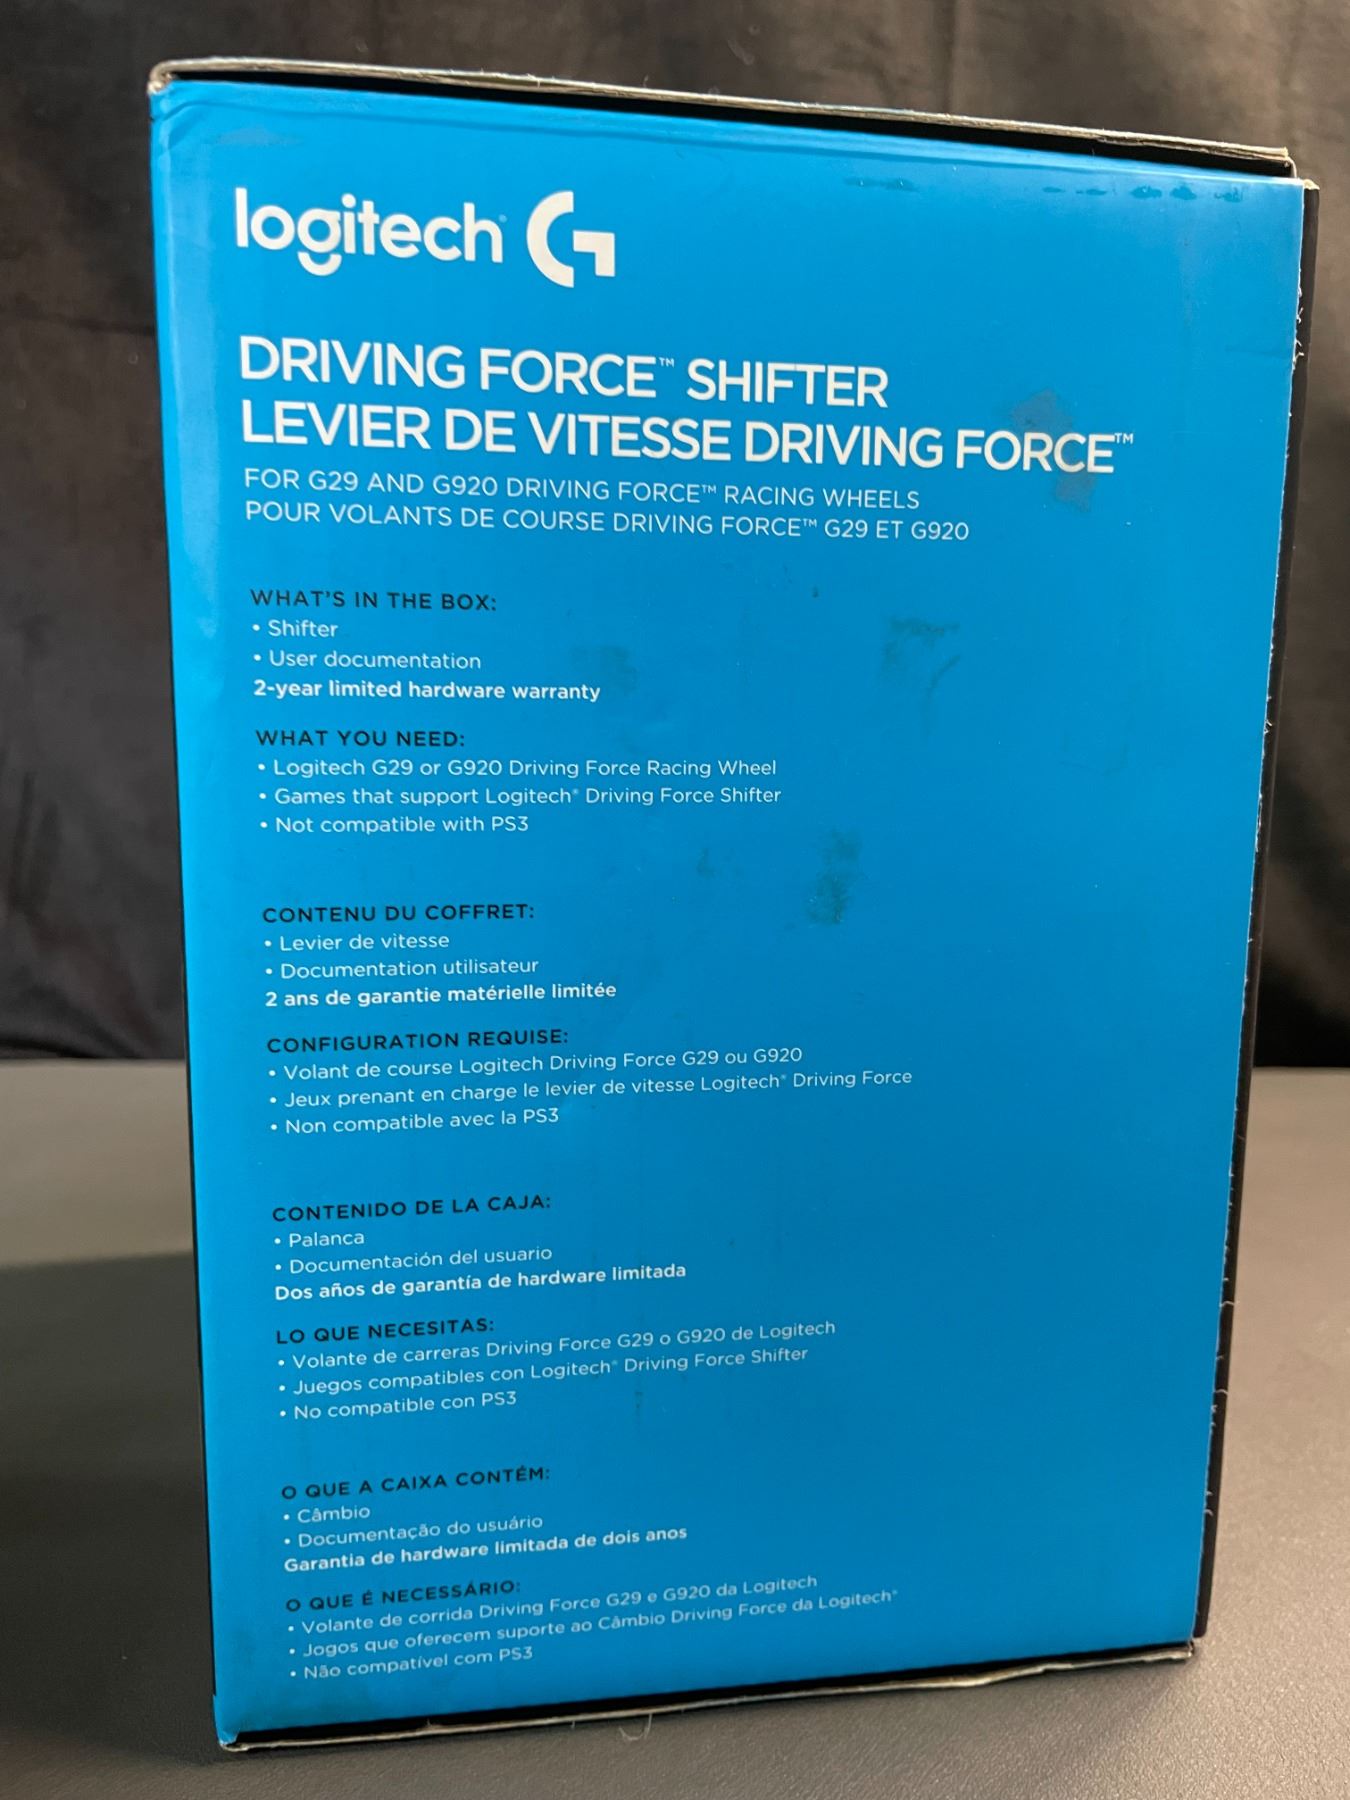 logitech G
DRIVING FORCE™ SHIFTER
LEVIER DE VITESSE DRIVING FORCE™
FOR G29 AND G920 DRIVING FORCE™ RACING WHEELS
POUR VOLANTS DE COURSE DRIVING FORCE™ G29 ET G920
WHAT'S IN THE BOX:
• Shifter
• User documentation
2-year limited hardware warranty
WHAT YOU NEED:
• Logitech G29 or G920 Driving Force Racing Wheel
• Games that support Logitech® Driving Force Shifter
• Not compatible with PS3
CONTENU DU COFFRET:
• Levier de vitesse
• Documentation utilisateur
2 ans de garantie matérielle limitée
CONFIGURATION REQUISE:
• Volant de course Logitech Driving Force G29 ou G920
• Jeux prenant en charge le levier de vitesse Logitech® Driving Force
• Non compatible avec la PS3
CONTENIDO DE LA CAJA:
• Palanca
• Documentación del usuario
Dos años de garantía de hardware limitada
LO QUE NECESITAS:
• Volante de carreras Driving Force G29 o G920 de Logitech
• Juegos compatibles con Logitech® Driving Force Shifter
• No compatible con PS3
O QUE A CAIXA CONTÉM:
• Câmbio
• Documentação do usuário
Garantia de hardware limitada de dois anos
O QUE É NECESSÁRIO:
• Volante de corrida Driving Force G29 e G920 da Logitech
• Jogos que oferecem suporte ao Câmbio Driving Force da Logitech®
• Não compatível com PS3